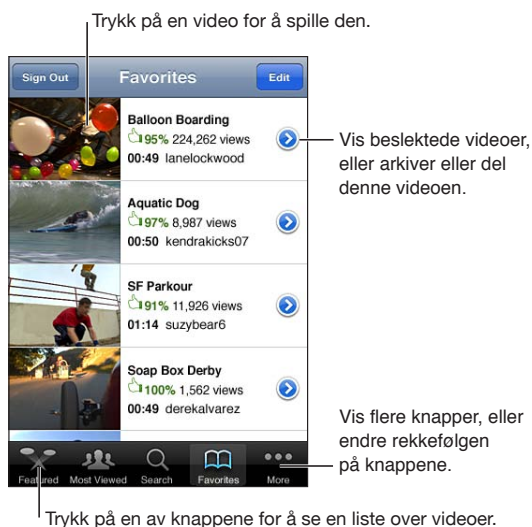 Trykk på en video for å spille den.
Sign Out
Favorites
Edit
Balloon Boarding
95% 224,262 views
00:49 lanelockwood
Vis beslektede videoer,
eller arkiver eller del
denne videoen.
Aquatic Dog
97% 8,987 views
00:50 kendrakicks07
SF Parkour
91% 11,926 views
01:14 suzybear6
Soap Box Derby
100% 1,562 views
00:49 derekalvarez
Vis flere knapper, eller
endre rekkefølgen
på knappene.
Featured
Most Viewed
Search
Favorites
More
Trykk på en av knappene for å se en liste over videoer.